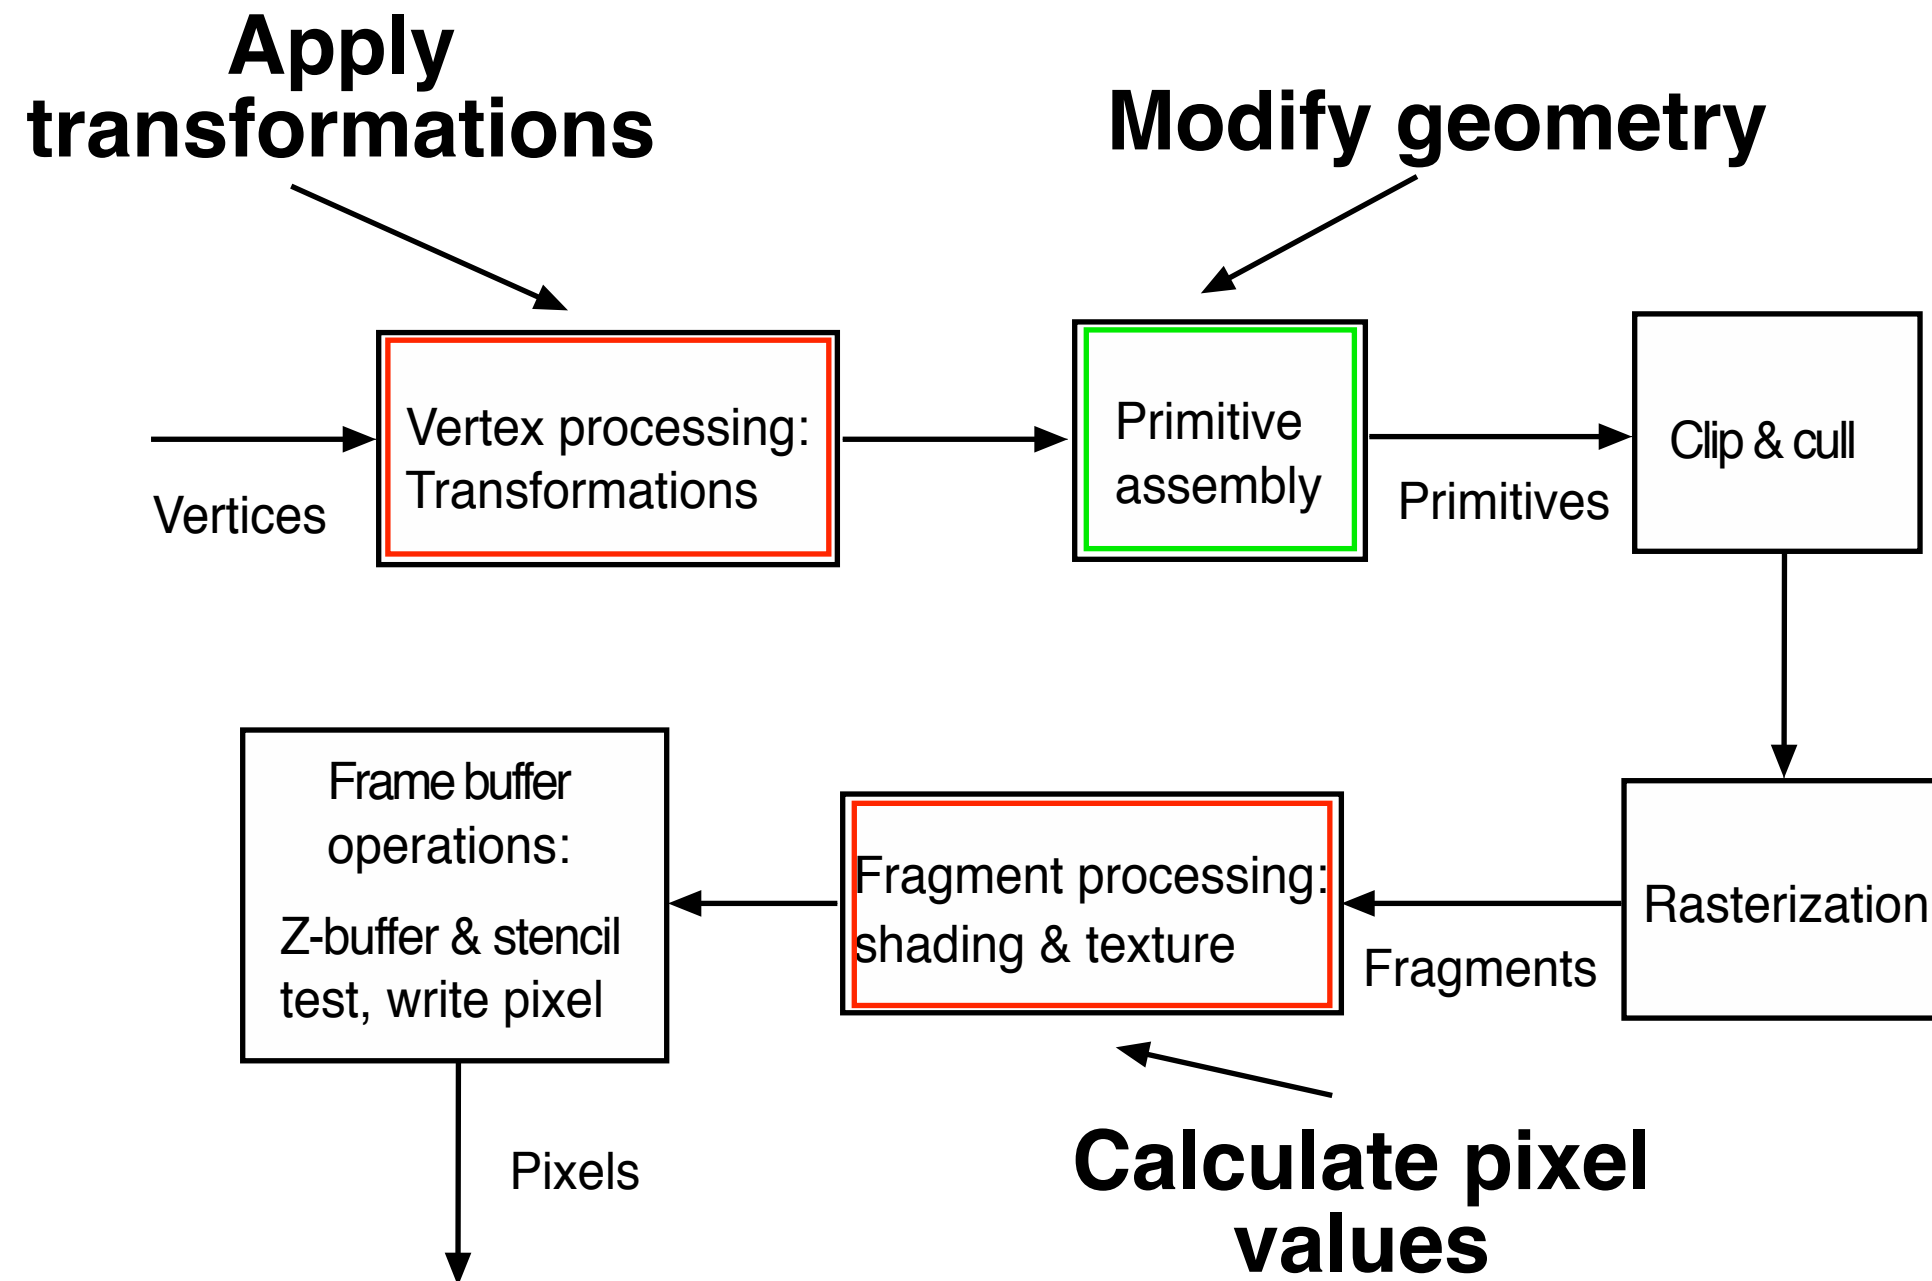 Apply
transformations
Modify geometry
Vertices
Vertex processing:
Transformations
Primitive
assembly
Primitives
Clip & cull
Rasterization
Fragments
Fragment processing:
shading & texture
Frame buffer
operations:
Z-buffer & stencil
test, write pixel
Pixels
Calculate pixel
values